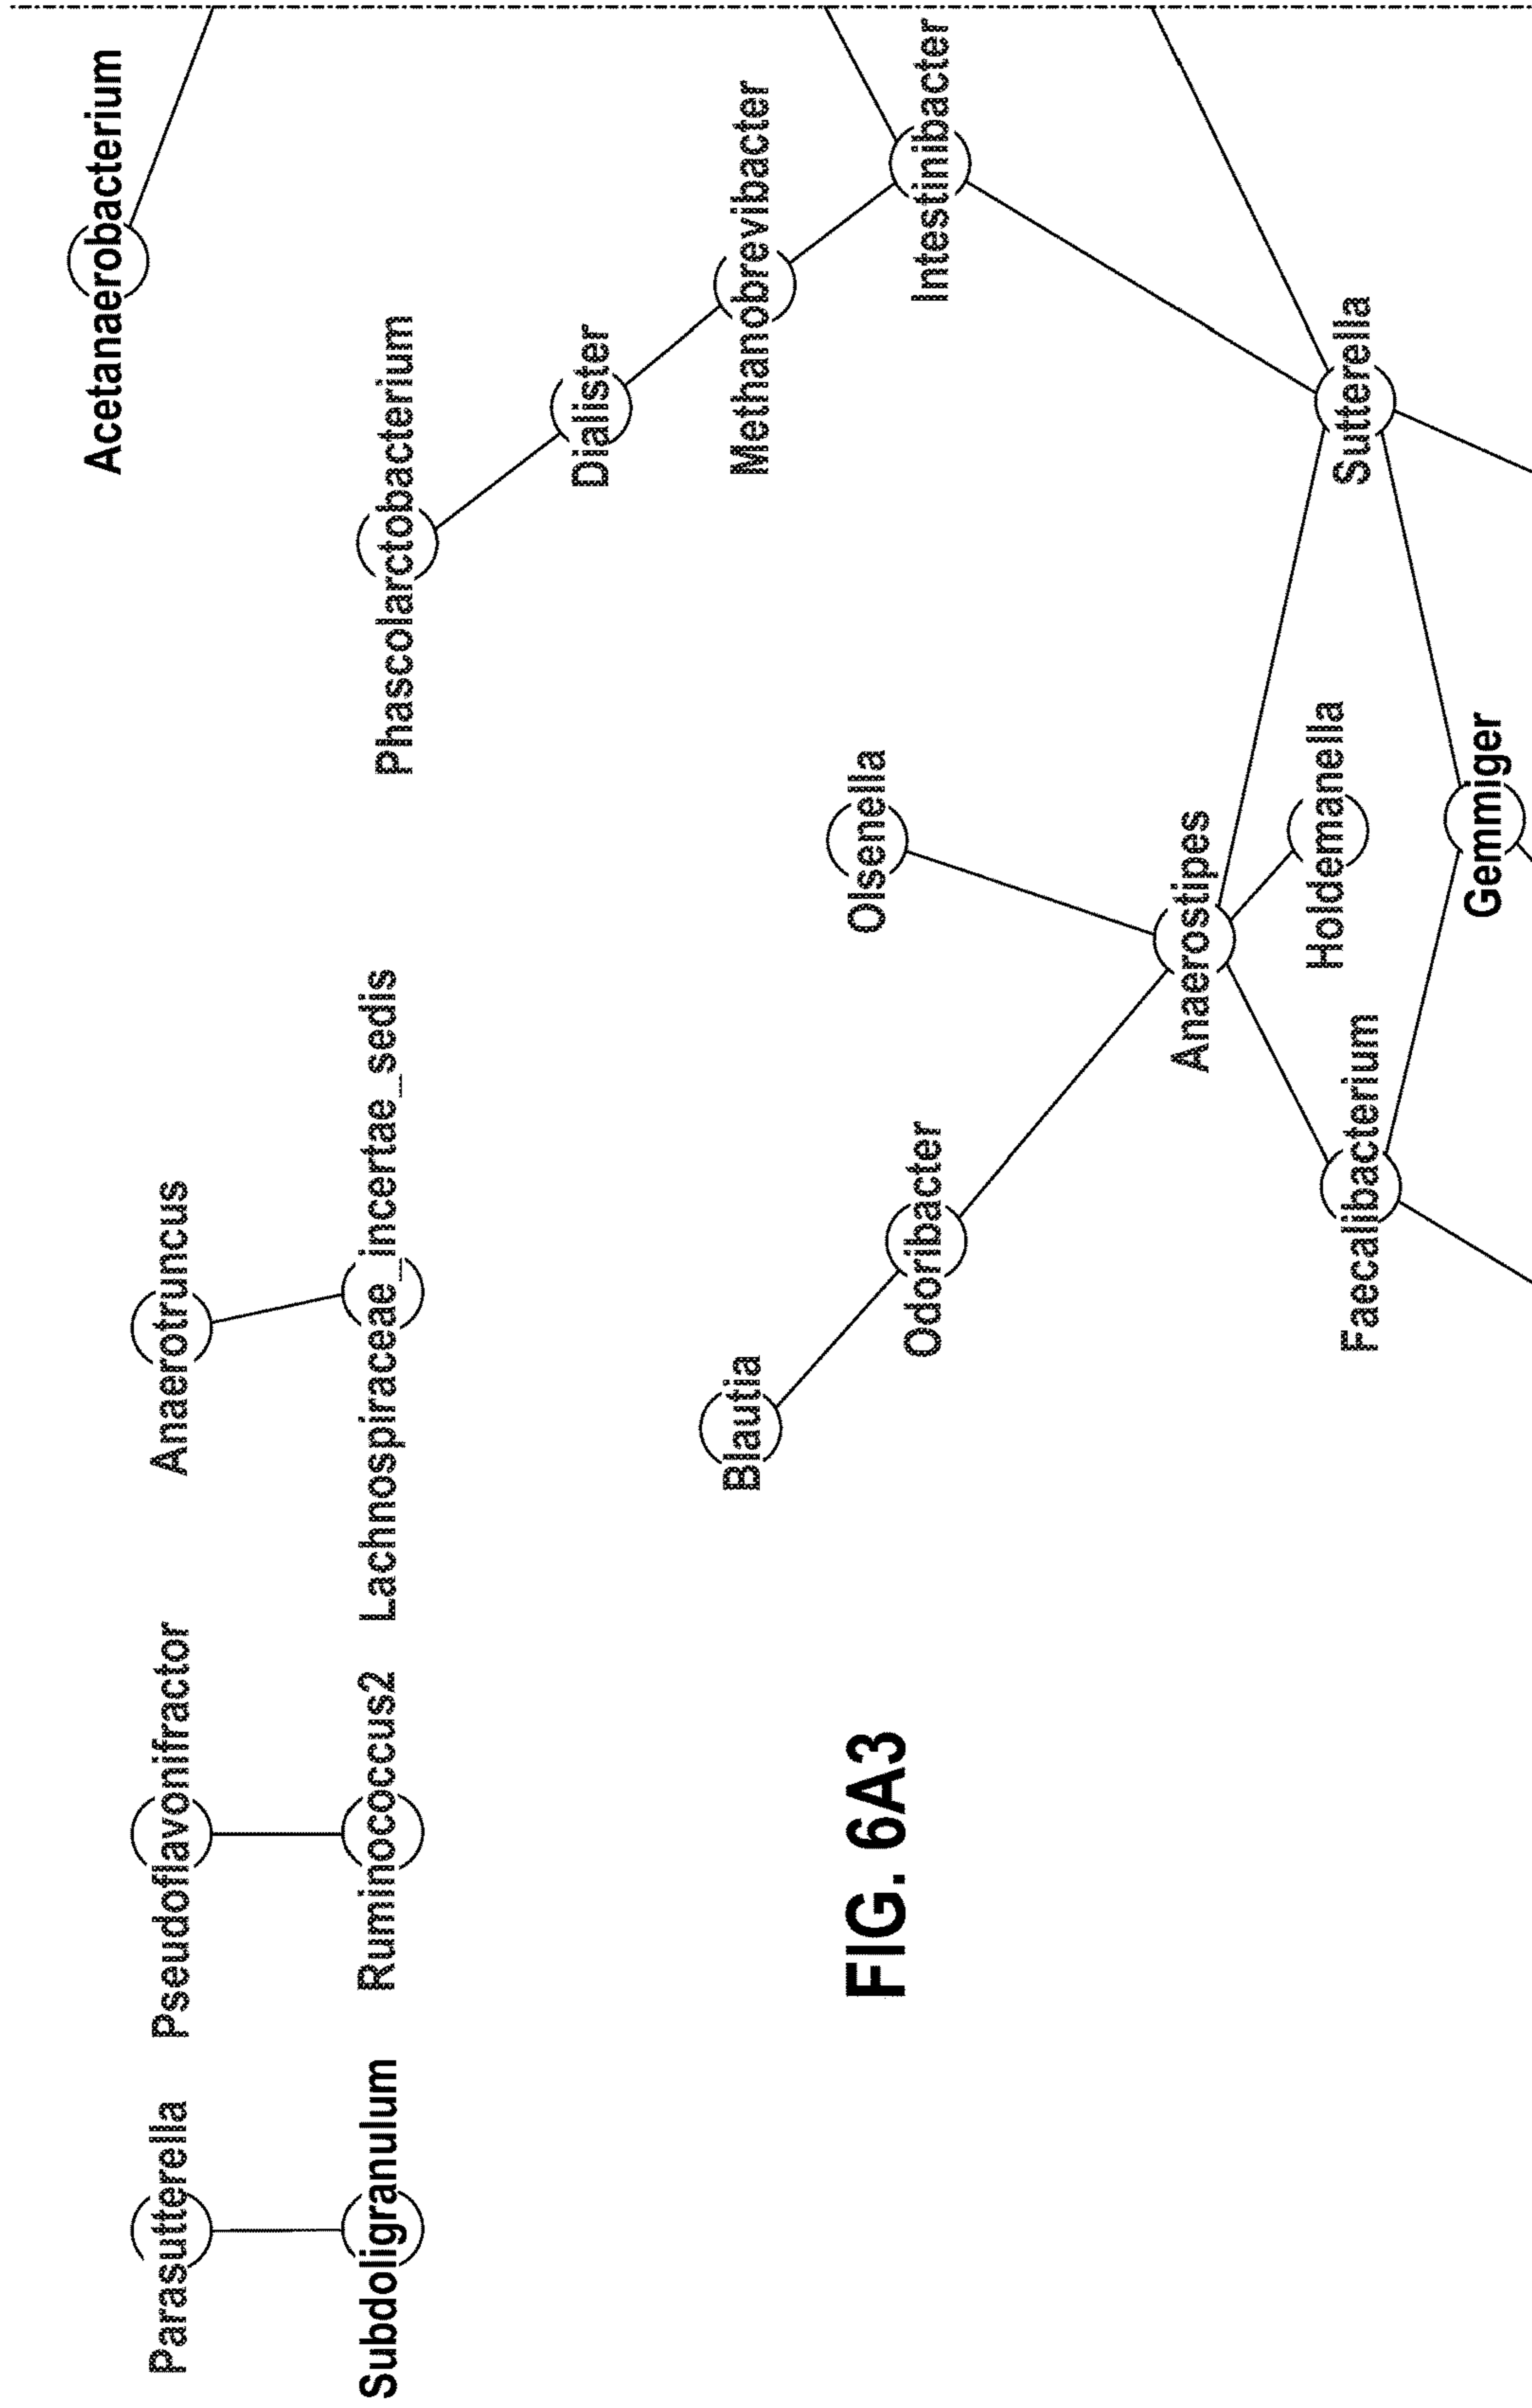 Parasutterella
Pseudoflavonifractor
Anaerotruncus
Acetanaerobacterium
Subdoligranulum
Ruminococcus2
Lachnospiraceae_incertae_sedis
Phascolarctobacterium
Dialister
Blautia
Methanobrevibacter
Olsenella
Odoribacter
Intestinibacter
FIG. 6A3
Anaerostipes
Holdemanella
Faecalibacterium
Sutterella
Gemmiger